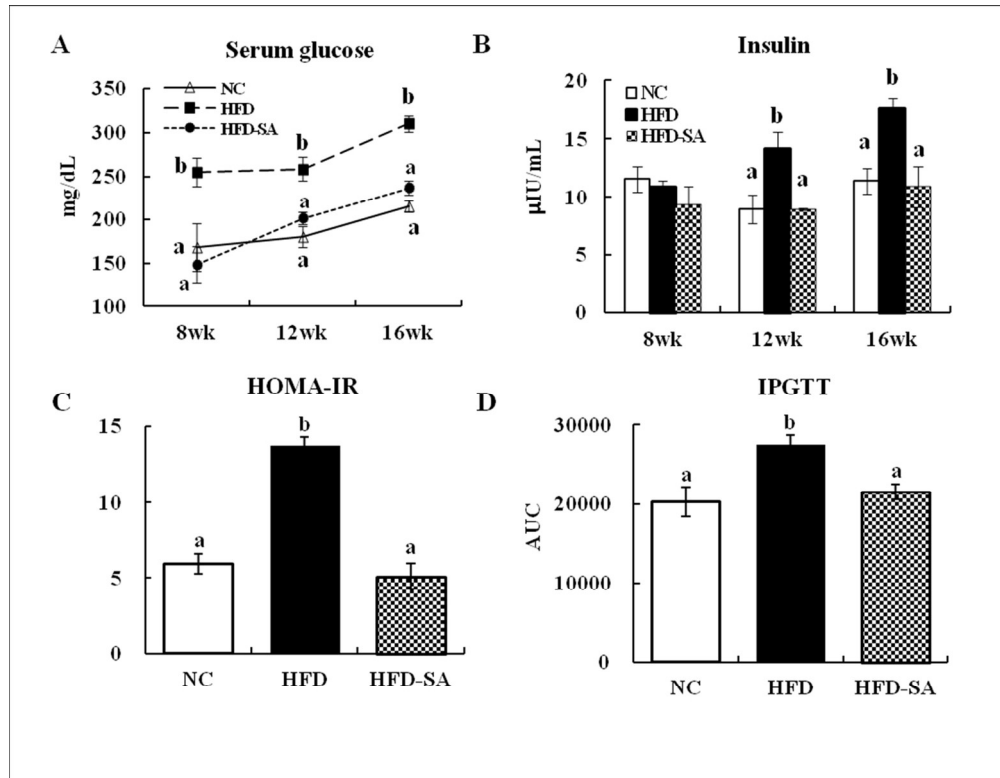 A
Serum glucose
NC
HFD
HFD-SA
mg/dL
350
300
250
200
150
100
b
b
b
a
a
a
a
a
a
8wk
12wk
16wk
B
Insulin
NC
HFD
HFD-SA
μIU/mL
20
15
10
5
0
a
b
a
a
b
a
8wk
12wk
16wk
C
HOMA-IR
15
10
5
0
a
b
a
NC
HFD
HFD-SA
D
IPGTT
AUC
30000
20000
10000
0
a
b
a
NC
HFD
HFD-SA